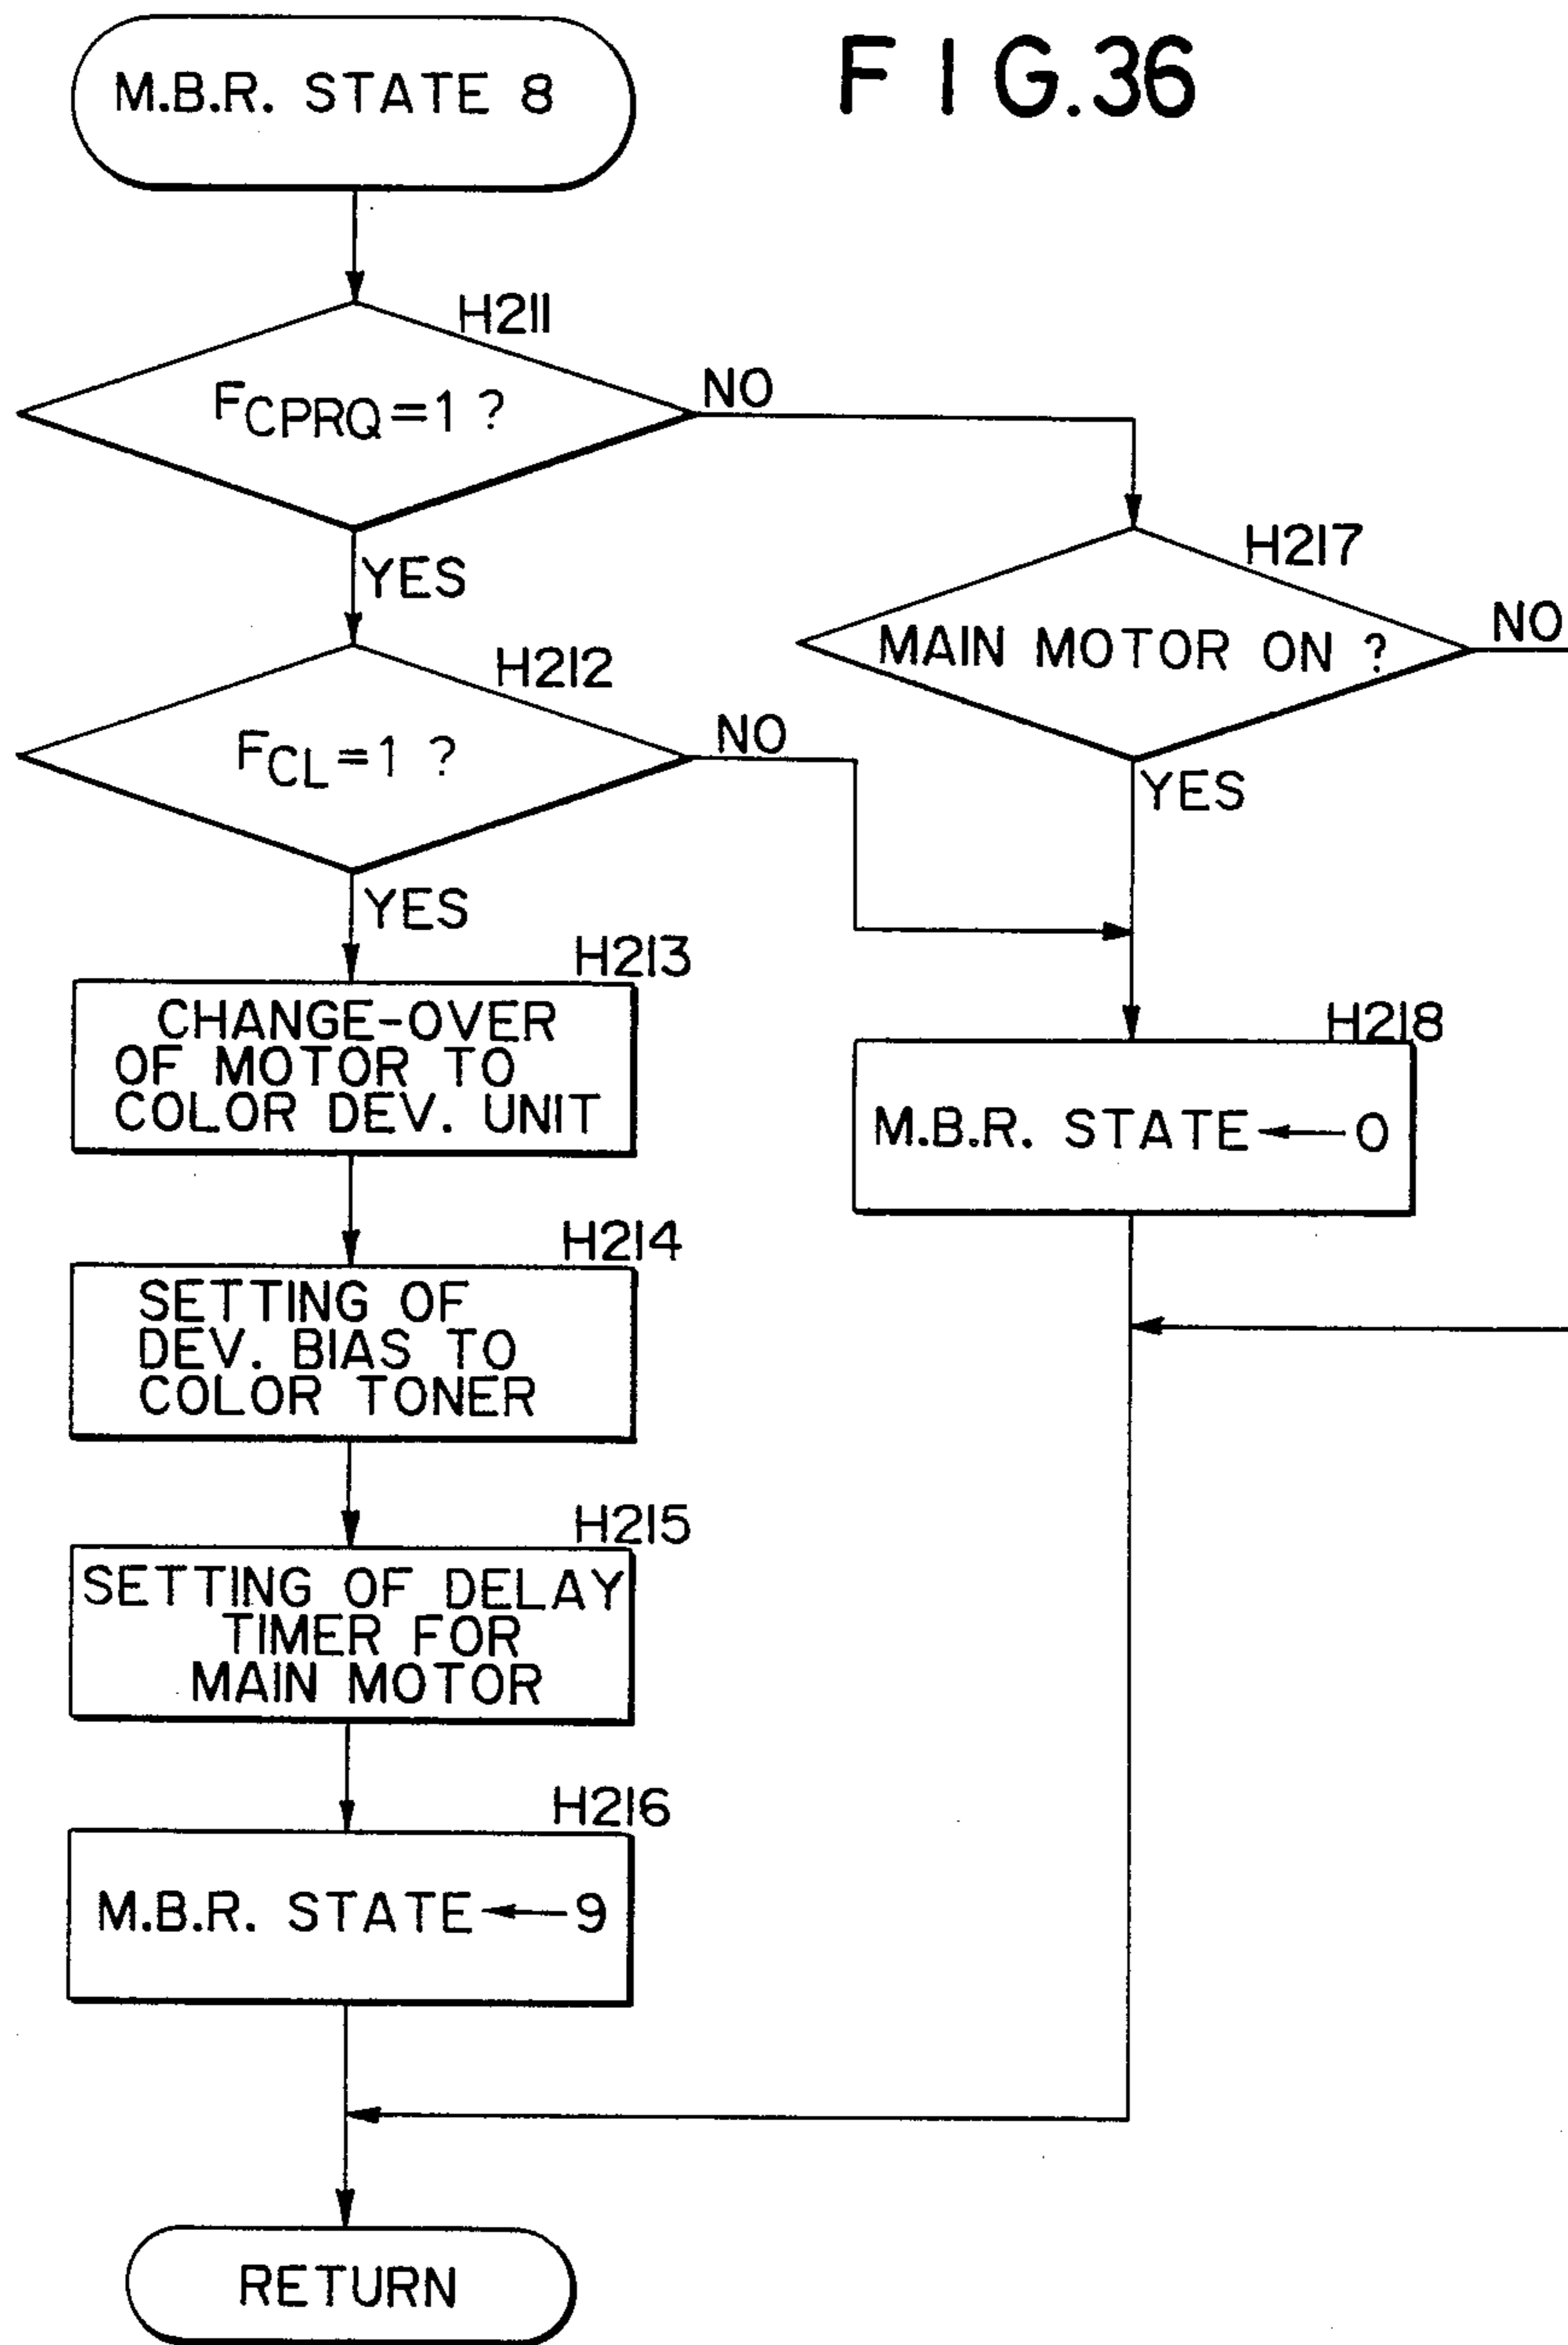 FIG.36
M.B.R. STATE 8
H211
FCPRQ=1 ?
NO
YES
H212
FCL=1 ?
NO
YES
H217
MAIN MOTOR ON ?
NO
YES
H213
CHANGE-OVER
OF MOTOR TO
COLOR DEV. UNIT
H218
M.B.R. STATE←0
H214
SETTING OF
DEV. BIAS TO
COLOR TONER
H215
SETTING OF DELAY
TIMER FOR
MAIN MOTOR
H216
M.B.R. STATE←9
RETURN